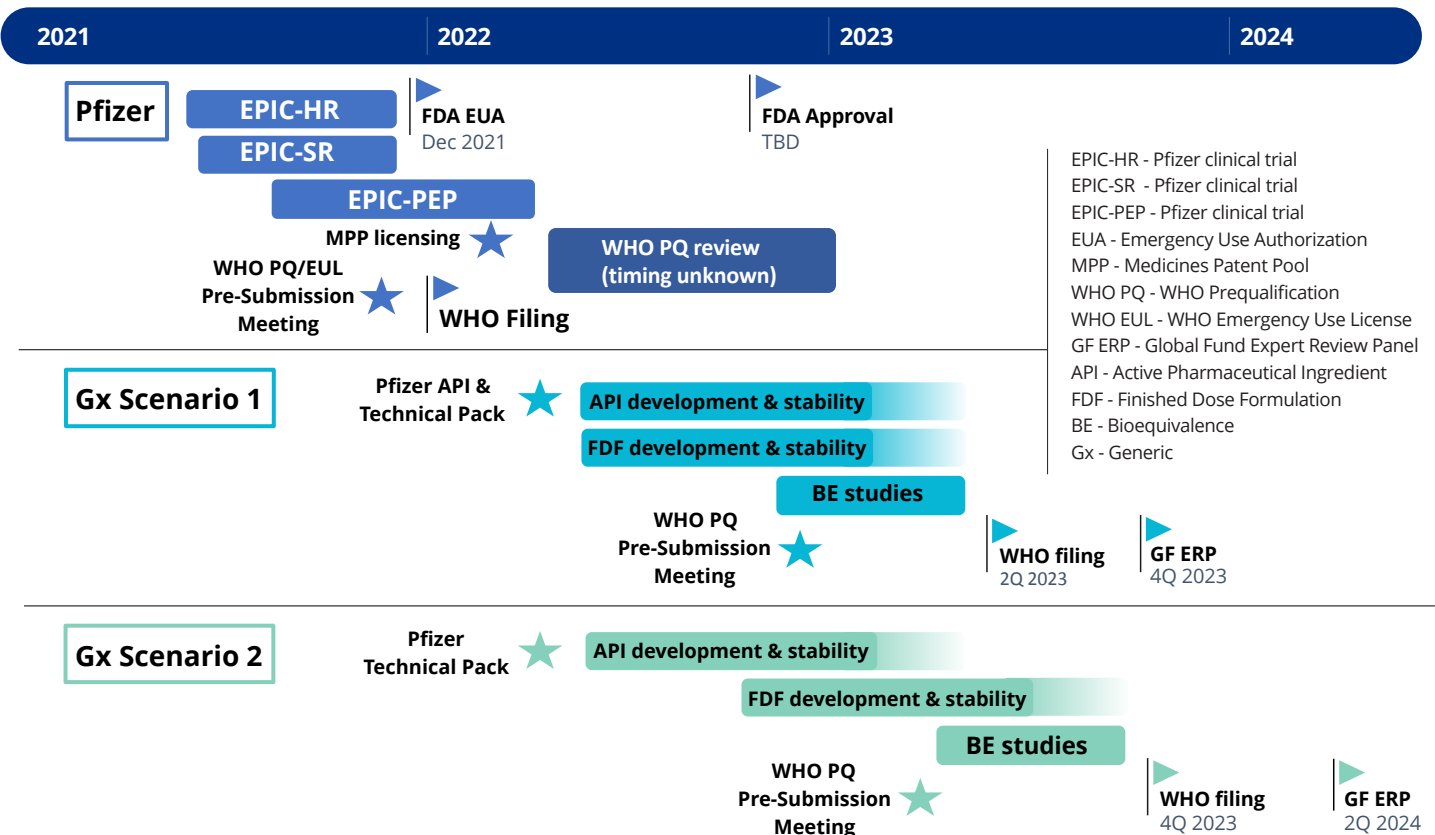 2021 2022 2023 2024
Pfizer
EPIC-HR
EPIC-SR
EPIC-PEP
FDA EUA
Dec 2021
FDA Approval
TBD
MPP licensing
WHO PQ review
(timing unknown)
WHO PQ/EUL
Pre-Submission
Meeting
WHO Filing
EPIC-HR - Pfizer clinical trial
EPIC-SR - Pfizer clinical trial
EPIC-PEP - Pfizer clinical trial
EUA - Emergency Use Authorization
MPP - Medicines Patent Pool
WHO PQ - WHO Prequalification
WHO EUL - WHO Emergency Use License
GF ERP - Global Fund Expert Review Panel
API - Active Pharmaceutical Ingredient
FDF - Finished Dose Formulation
BE - Bioequivalence
Gx - Generic
Gx Scenario 1
Pfizer API &
Technical Pack
API development & stability
FDF development & stability
BE studies
WHO PQ
Pre-Submission
Meeting
WHO filing
2Q 2023
GF ERP
4Q 2023
Gx Scenario 2
Pfizer
Technical Pack
API development & stability
FDF development & stability
BE studies
WHO PQ
Pre-Submission
Meeting
WHO filing
4Q 2023
GF ERP
2Q 2024